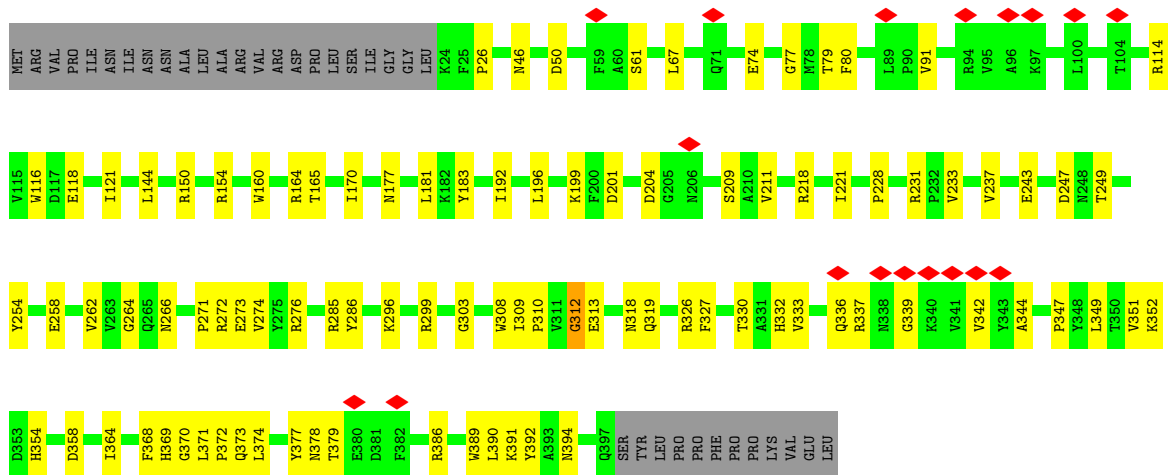 MET ARG VAL PRO ILE ASN ILE ASN ASN ALA LEU ALA ARG VAL ARG ASP PRO LEU SER ILE GLY GLY LEU K24 F25 P26 N46 D50 F59 A60 S61 L67 Q71 E74 G77 M78 T79 F80 L89 P90 V91 R94 V95 A96 K97 L100 T104 R114
V115 W116 D117 E118 I121 L144 R150 R154 W160 R164 T165 I170 N177 L181 K182 Y183 I192 L196 K199 F200 D201 D204 G205 N206 S209 A210 V211 R218 I221 P228 R231 P232 V233 V237 E243 D247 N248 T249
Y254 E258 V262 V263 G264 Q265 N266 P271 R272 E273 V274 Y275 R276 R285 Y286 K296 R299 G303 W308 I309 P310 V311 G312 E313 N318 Q319 R326 F327 T330 A331 H332 V333 Q336 R337 N338 G339 K340 V341 V342 Y343 A344 P347 Y348 L349 T350 V351 K352
D353 H354 D358 I364 F368 H369 G370 L371 P372 Q373 L374 Y377 N378 T379 E380 D381 F382 R386 W389 L390 K391 Y392 A393 N394 Q397 SER TYR LEU PRO PRO PHE PRO PRO LYS VAL GLU LEU